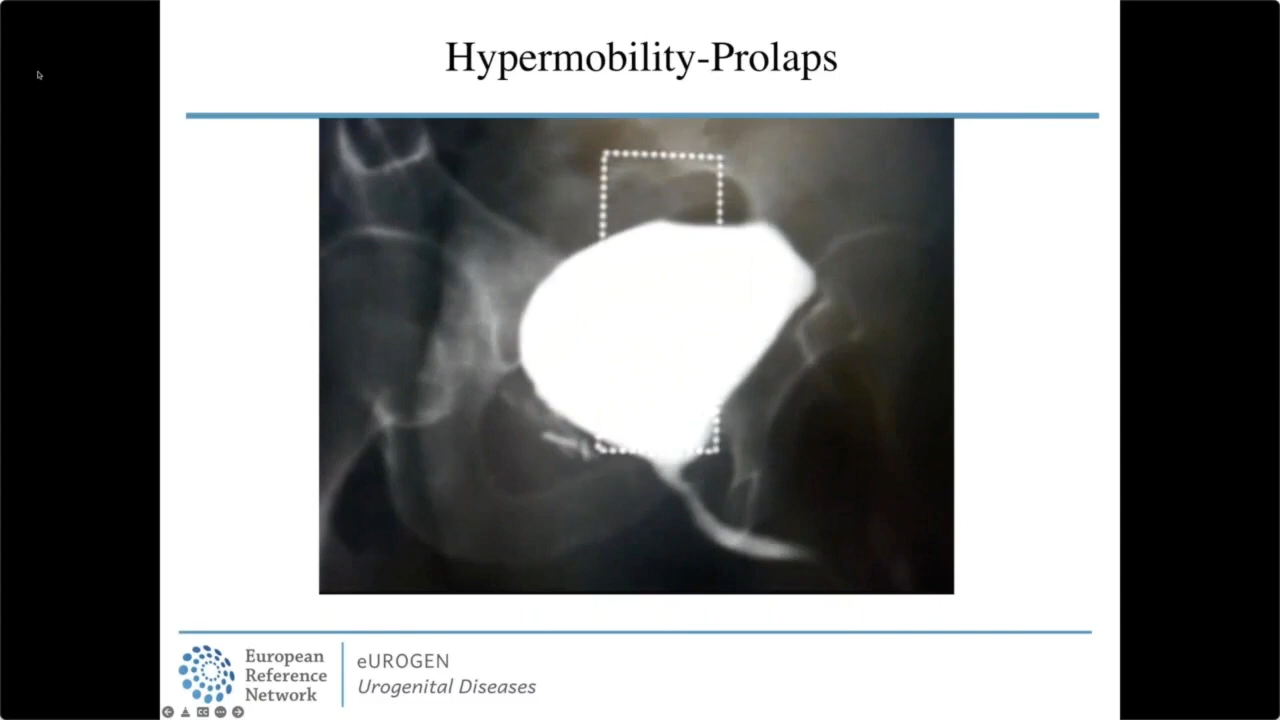 Hypermobility-Prolaps
European
Reference
Network
eUROGEN
Urogenital Diseases